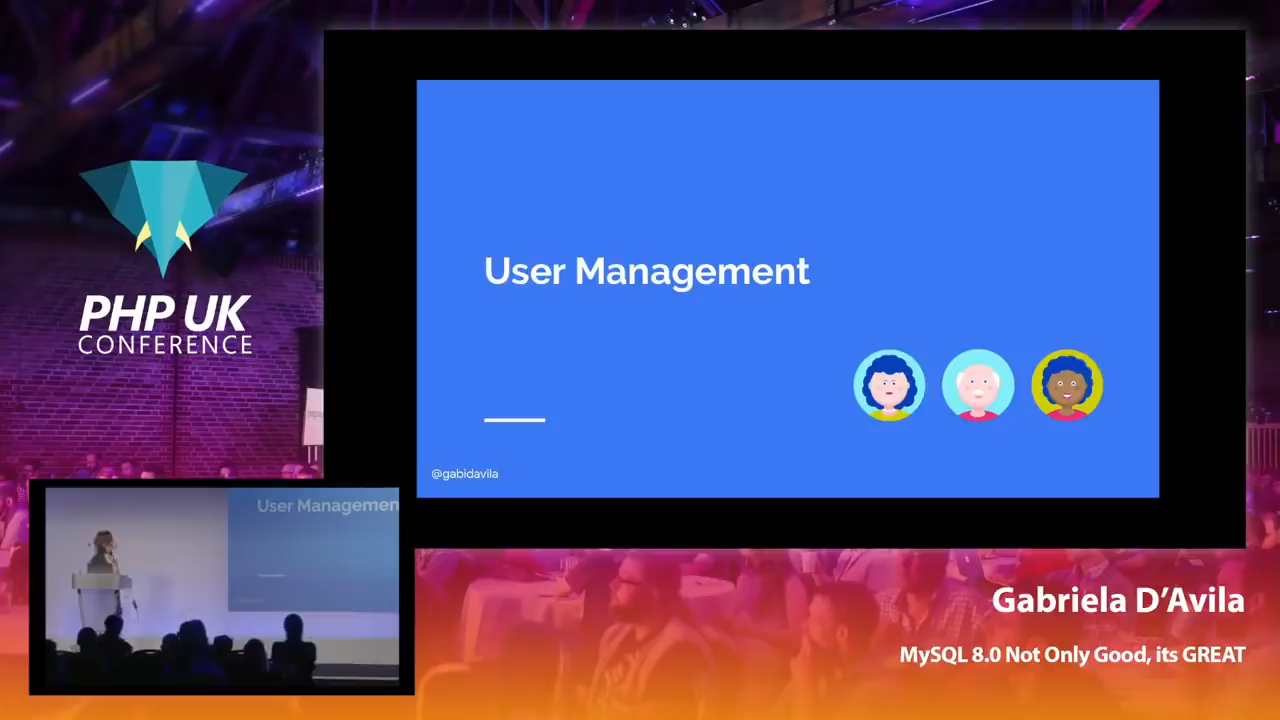 PHP UK
CONFERENCE
User Management
@gabidavila
User Managemen
Gabriela D’Avila
MySQL 8.0 Not Only Good, its GREAT